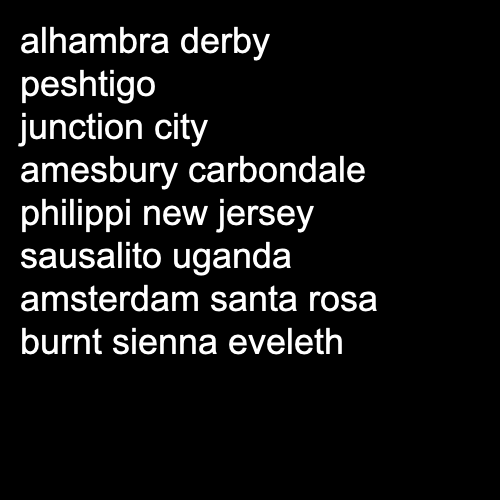 alhambra derby
peshtigo
junction city
amesbury carbondale
philippi new jersey
sausalito uganda
amsterdam santa rosa
burnt sienna eveleth